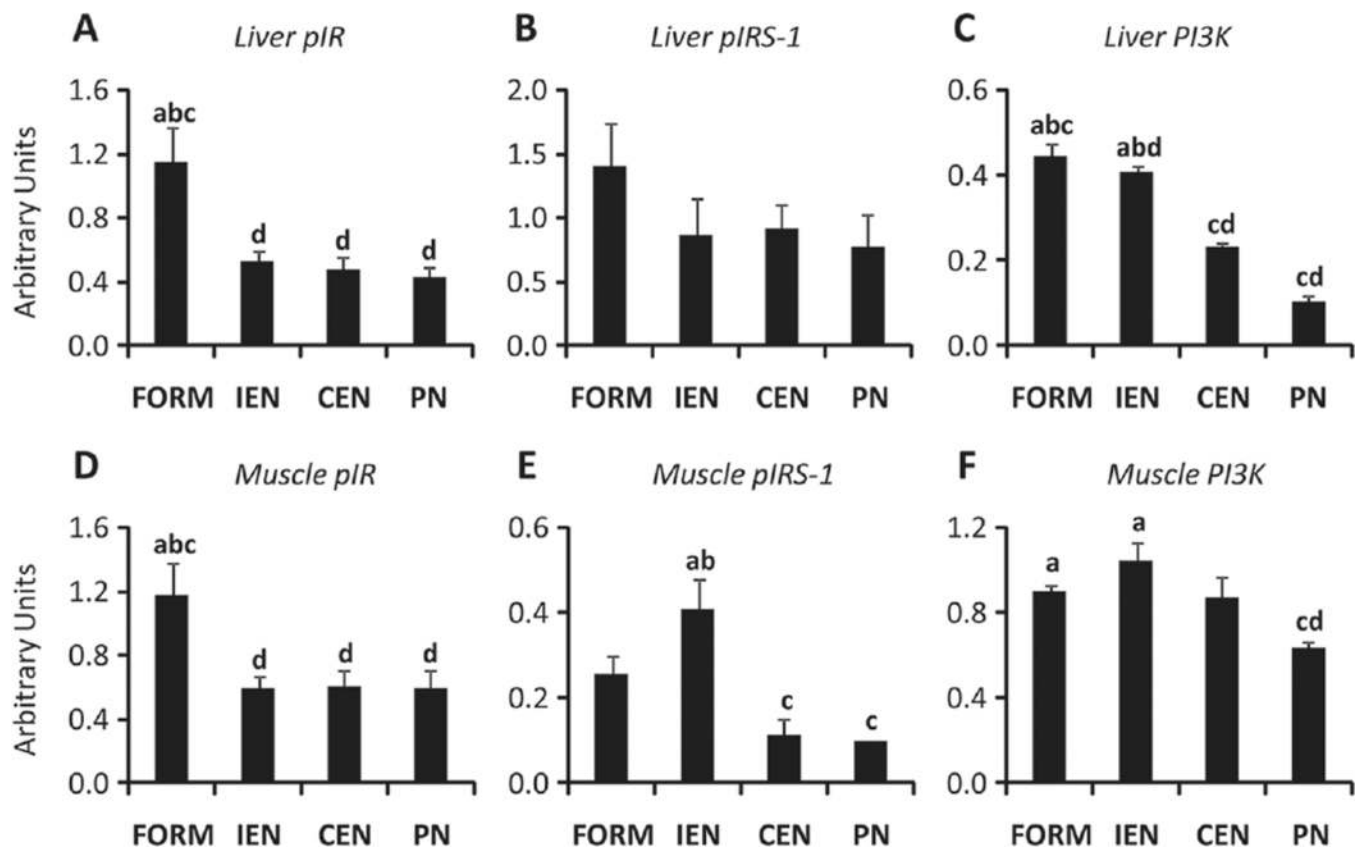 A Liver pIR
B Liver pIRS-1
C Liver PI3K
Arbitrary Units
1.6
1.2
0.8
0.4
0.0
abc
d
d
d
FORM IEN CEN PN
2.0
1.5
1.0
0.5
0.0
FORM IEN CEN PN
0.6
0.4
0.2
0.0
abc
abd
cd
cd
FORM IEN CEN PN
D Muscle pIR
E Muscle pIRS-1
F Muscle PI3K
Arbitrary Units
1.6
1.2
0.8
0.4
0.0
abc
d
d
d
FORM IEN CEN PN
0.6
0.4
0.2
0.0
ab
c
c
FORM IEN CEN PN
1.2
0.8
0.4
0.0
a
a
cd
FORM IEN CEN PN